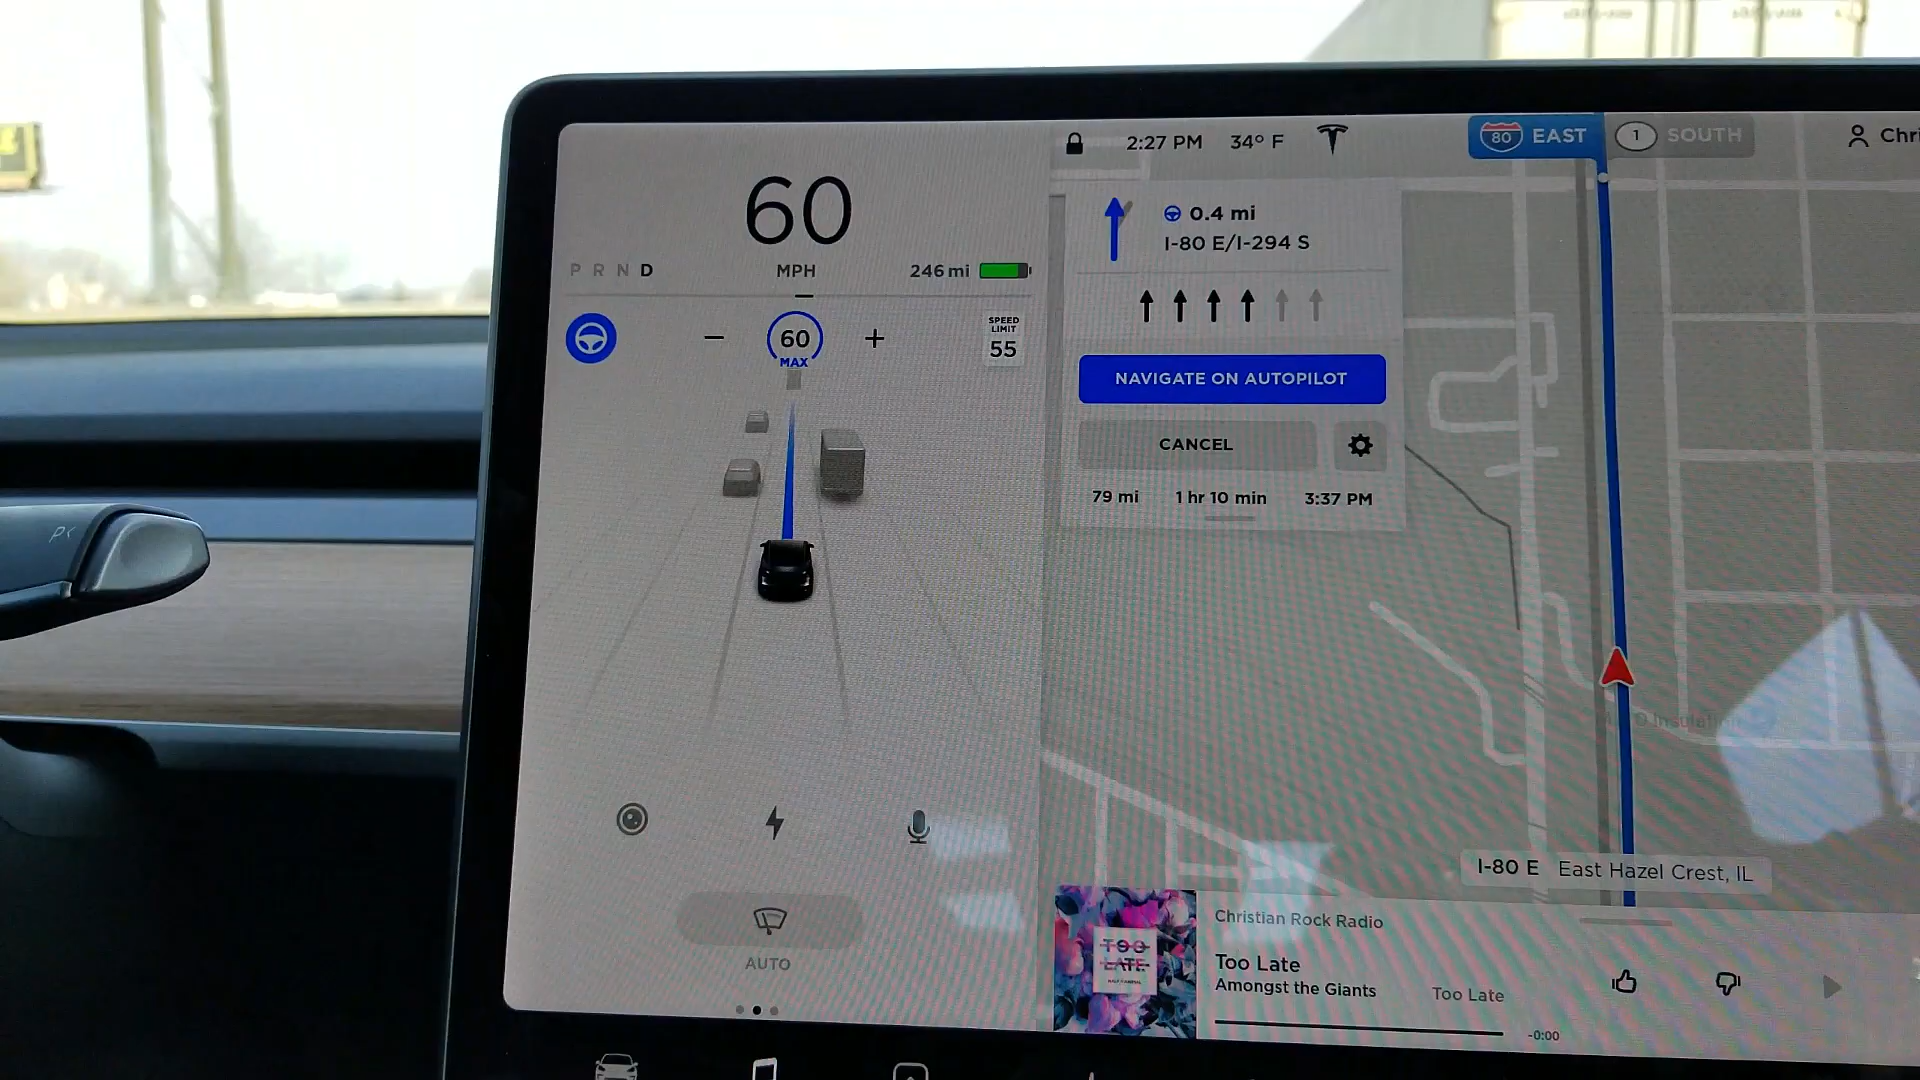 60
MPH
P R N D
246 mi
60
MAX
SPEED
LIMIT
55
AUTO
2:27 PM 34° F
80 EAST
1 SOUTH
Chri
0.4 mi
I-80 E/I-294 S
NAVIGATE ON AUTOPILOT
CANCEL
79 mi 1 hr 10 min 3:37 PM
I-80 E East Hazel Crest, IL
Christian Rock Radio
TOO
LATE
Too Late
Amongst the Giants
Too Late
-0:00